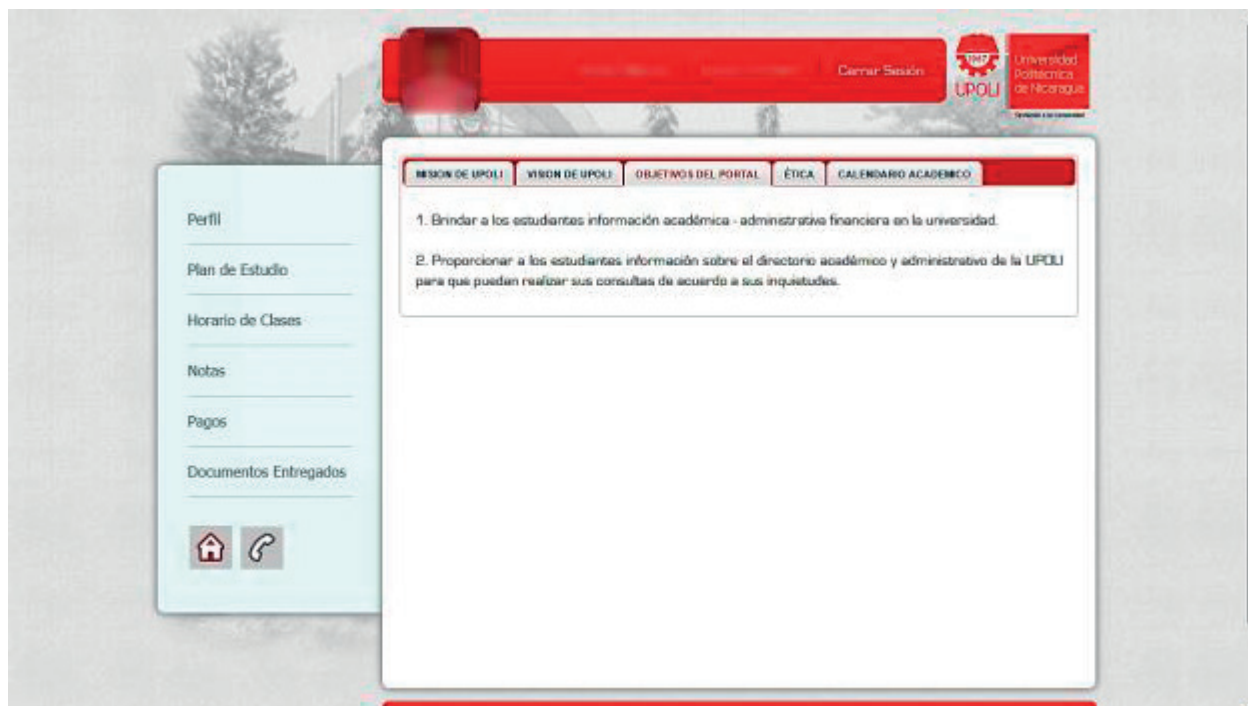 Cerrar Sesión
1967
UPOLI
Universidad
Politécnica
de Nicaragua
MISION DE UPOLI
VISION DE UPOLI
OBJETIVOS DEL PORTAL
ÉTICA
CALENDARIO ACADEMICO
Perfil
Plan de Estudio
Horario de Clases
Notas
Pagos
Documentos Entregados
1. Brindar a los estudiantes información académica - administrativa financiera en la universidad.
2. Proporcionar a los estudiantes información sobre el directorio académico y administrativo de la UPOLI
para que puedan realizar sus consultas de acuerdo a sus inquietudes.